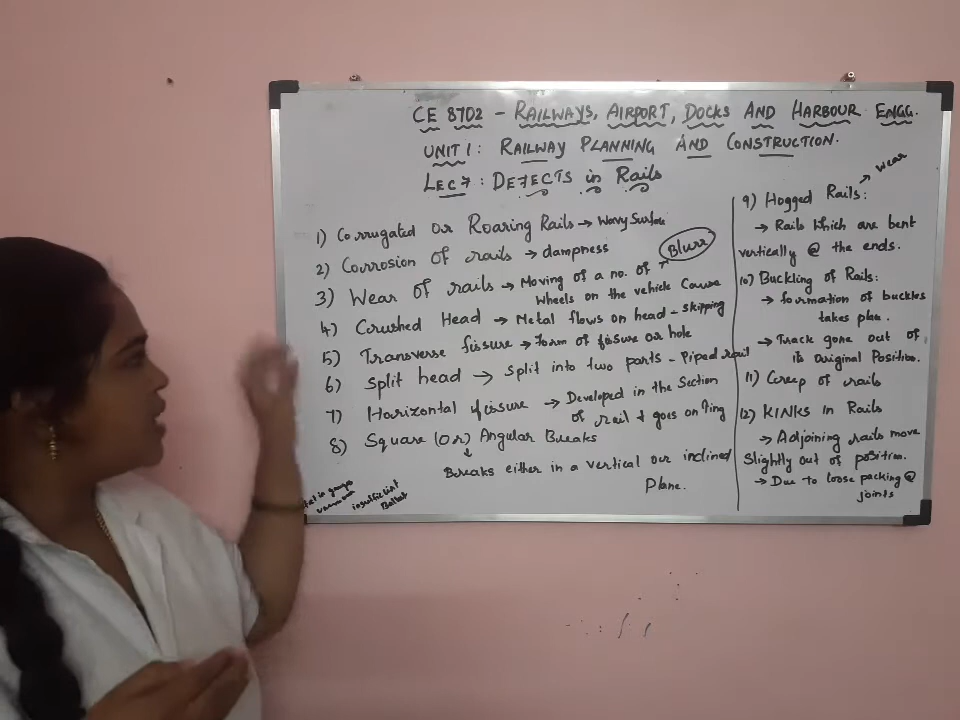 CE 8702 - RAILWAYS, AIRPORT, DOCKS AND HARBOUR ENGG.
UNIT 1: RAILWAY PLANNING AND CONSTRUCTION.
LEC 7: DEFECTS in Rails
1) Corrugated or Roaring Rails → Wavy Surface
2) Corrosion of rails → dampness
Blurr
3) Wear of rails → Moving of a no. of
Wheels on the vehicle Cause
4) Crushed Head → Metal flows on head - skipping
5) Transverse fissure → form of fissure or hole
6) Split head → Split into two parts - Piped rail
7) Horizontal fissure → Developed in the Section
of rail & goes on
8) Square (Or) Angular Breaks
Breaks either in a vertical or inclined
Plane.
insufficient
Ballast
9) Hogged Rails: → Wear
→ Rails Which are bent
vertically @ the ends.
10) Buckling of Rails:
→ formation of buckles
takes
→ Track gone out of
its Original Position.
11) Creep of rails
12) KINKS in Rails
→ Adjoining rails move
Slightly out of position.
→ Due to loose packing @
joints